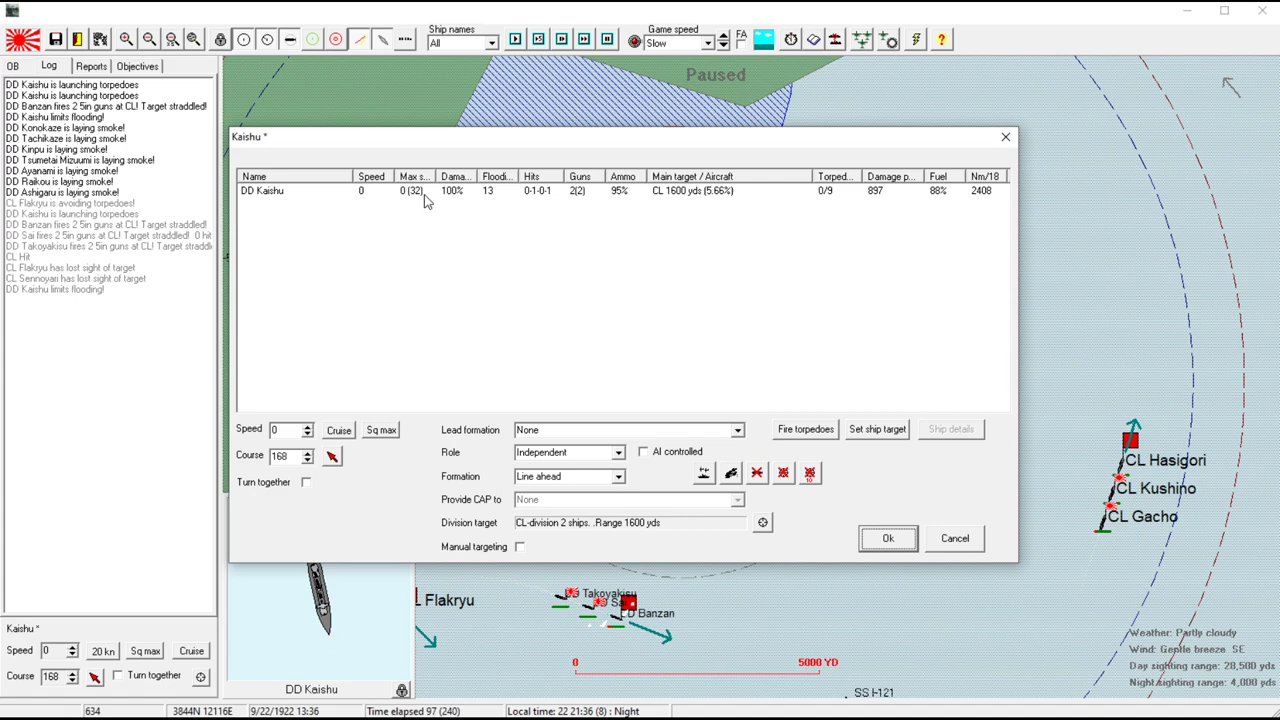 Ship names
All
Game speed
Slow
FA
OB
Log
Reports
Objectives
DD Kaishu is launching torpedoes
DD Kaishu is launching torpedoes
DD Banzan fires 2 5in guns at CL! Target straddled!
DD Kaishu limits flooding!
DD Konokaze is laying smoke!
DD Tachikaze is laying smoke!
DD Kinpu is laying smoke!
DD Tsumetai Mizuumi is laying smoke!
DD Ayanami is laying smoke!
DD Raikou is laying smoke!
DD Ashigaru is laying smoke!
CL Flakryu is avoiding torpedoes!
DD Kaishu is launching torpedoes
DD Banzan fires 2 5in guns at CL! Target straddled!
DD Sai fires 2 5in guns at CL! Target straddled! 0 hit
DD Takoyakisu fires 2 5in guns at CL! Target straddl
CL Hit
CL Flakryu has lost sight of target
CL Sennoyari has lost sight of target
DD Kaishu limits flooding!
Paused
Kaishu *
Name Speed Max s... Dama... Floodi... Hits Guns Ammo Main target / Aircraft Torped... Damage p... Fuel Nm/18
DD Kaishu 0 0 (32) 100% 13 0-1-0-1 2(2) 95% CL 1600 yds (5.66%) 0/9 897 88% 2408
Speed 0 Cruise Sq max
Course 168
Turn together
Lead formation None
Role Independent AI controlled
Formation Line ahead
Provide CAP to None
Division target CL-division 2 ships. .Range 1600 yds
Manual targeting
Fire torpedoes Set ship target Ship details
10
Ok Cancel
CL Hasigori
CL Kushino
CL Gacho
Flakryu
Takoyakisu
Banzan
0 5000 YD
SS I-121
Weather: Partly cloudy
Wind: Gentle breeze SE
Day sighting range: 28,500 yds
Night sighting range: 4,000 yds
Kaishu *
Speed 0 20 kn Sq max Cruise
Course 168 Turn together
DD Kaishu
634 3844N 12116E 9/22/1922 13:36 Time elapsed 97 (240) Local time: 22 21:36 (8) : Night